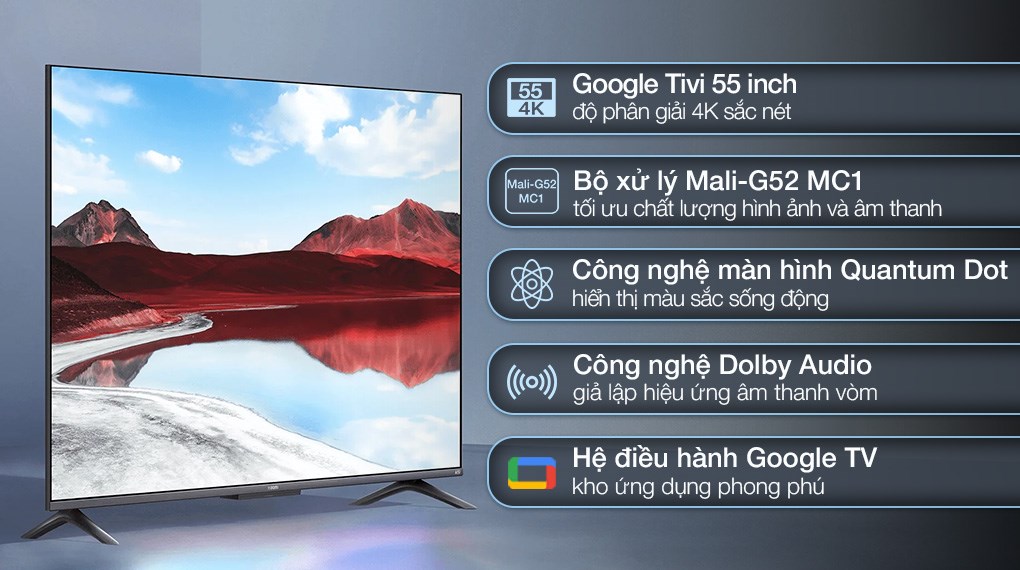 55
4K
Google Tivi 55 inch
độ phân giải 4K sắc nét
Mali-G52
MC1
Bộ xử lý Mali-G52 MC1
tối ưu chất lượng hình ảnh và âm thanh
Công nghệ màn hình Quantum Dot
hiển thị màu sắc sống động
Công nghệ Dolby Audio
giả lập hiệu ứng âm thanh vòm
Hệ điều hành Google TV
kho ứng dụng phong phú